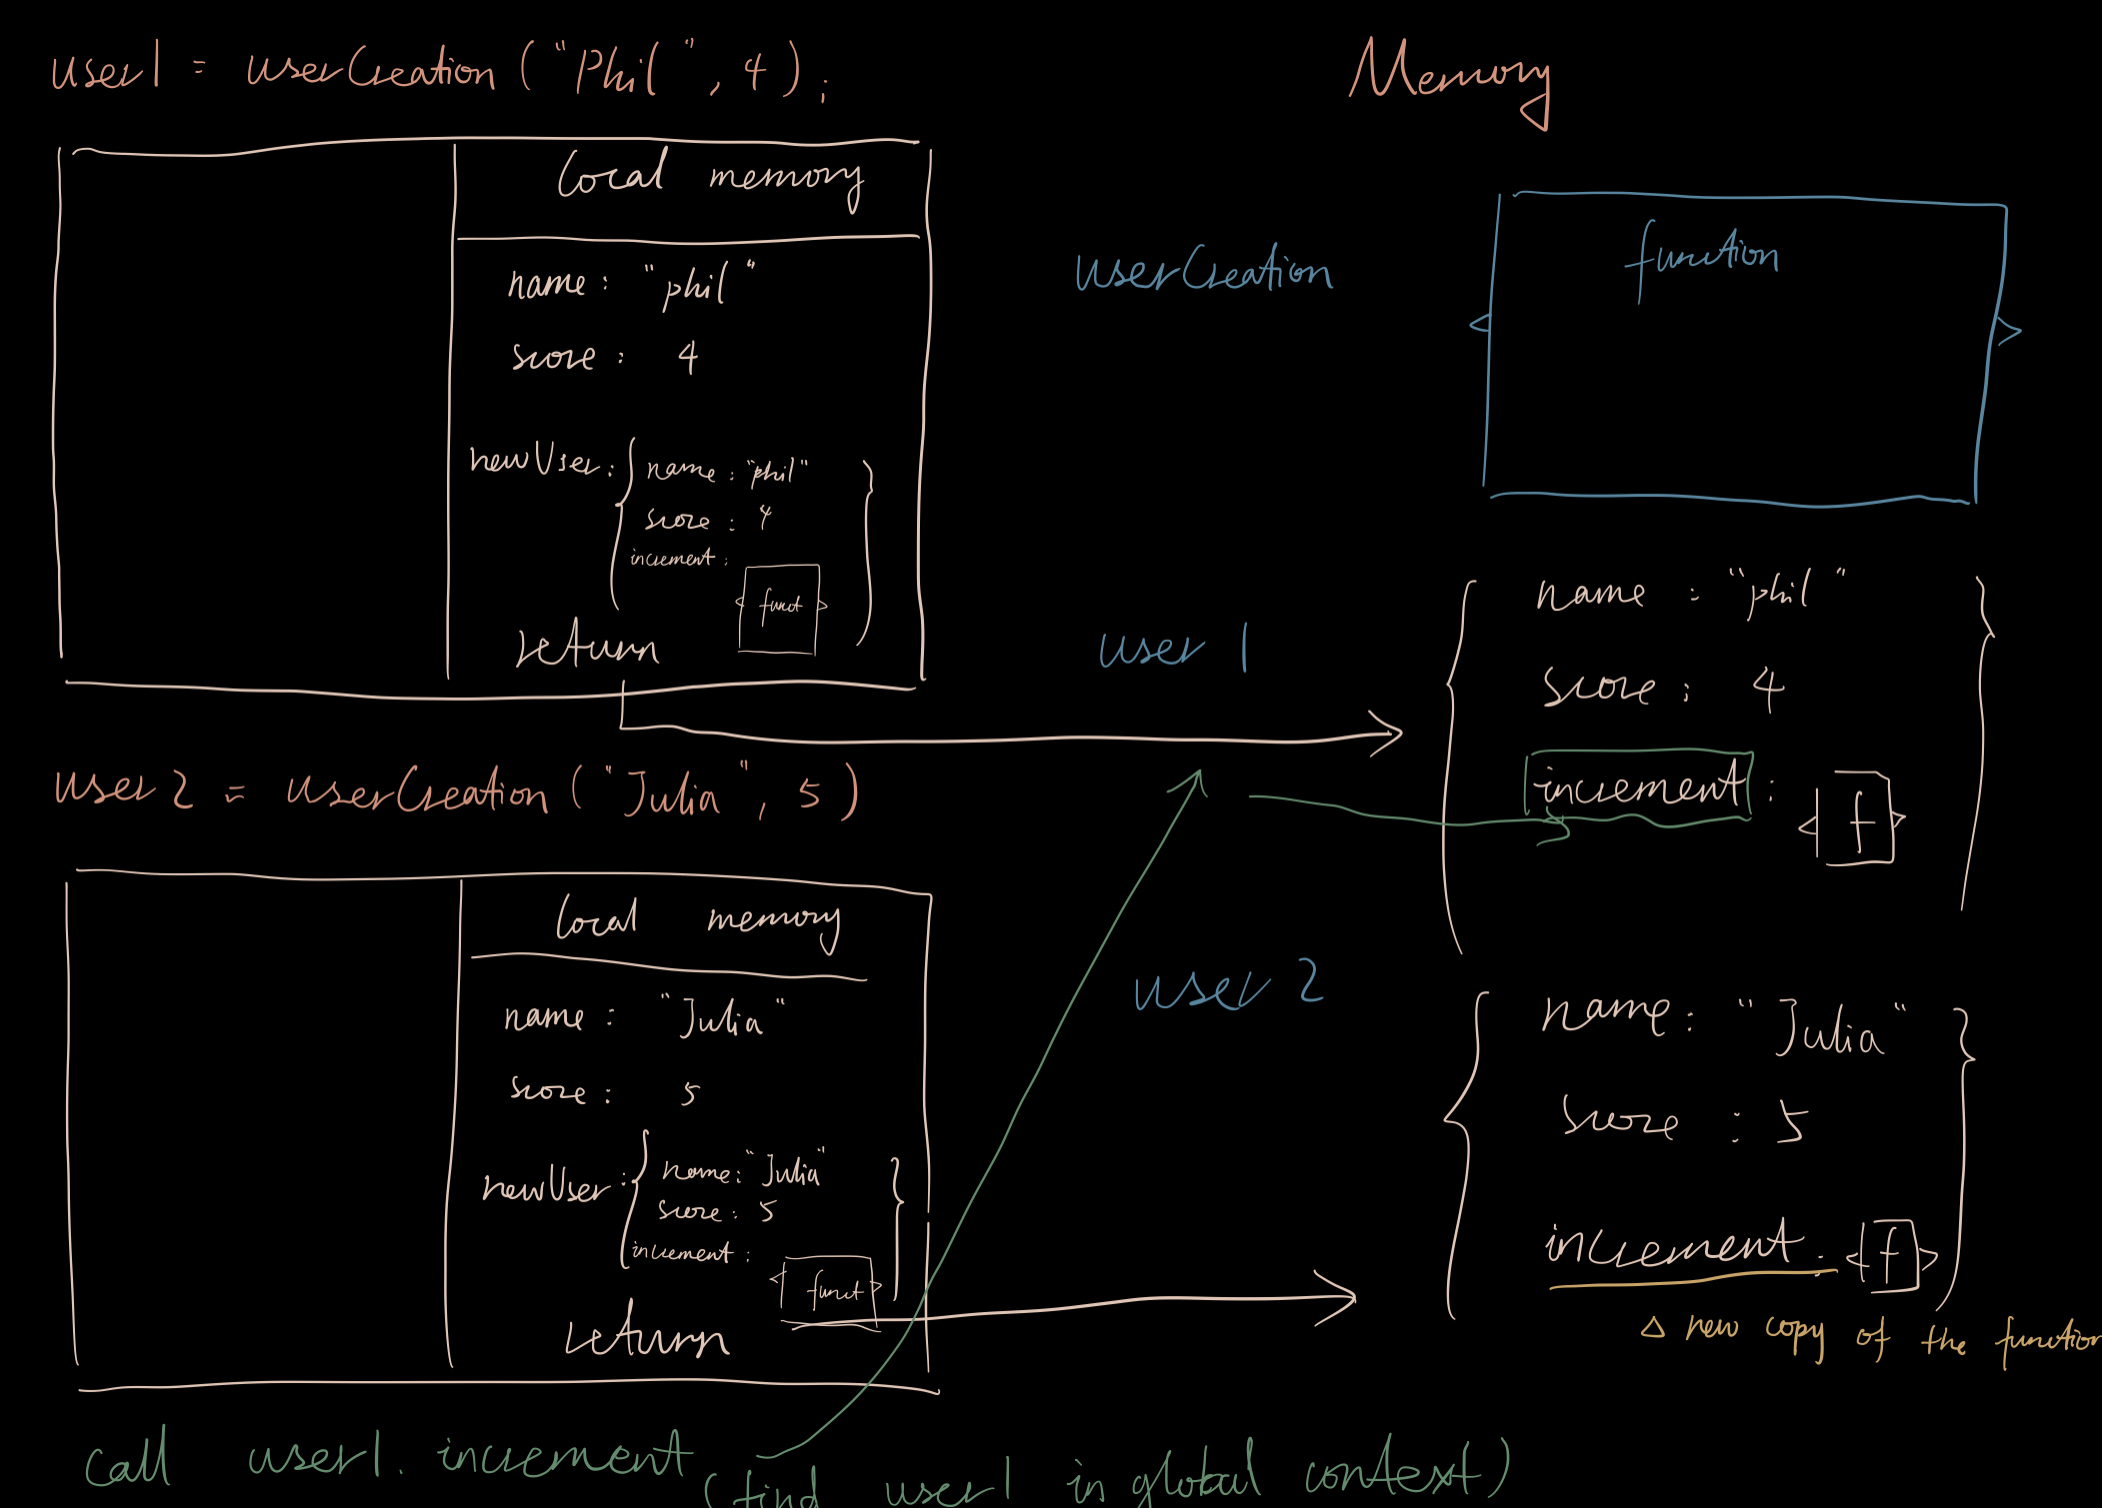 user1 = userCreation ("Phil", 4);
Local memory
name: "phil"
score: 4
newUser: { name: "phil"
score: 4
increment:
funct }
return
user2 = userCreation ("Julia", 5)
Local memory
name: "Julia"
score: 5
newUser: { name: "Julia"
score: 5
increment:
funct }
return
call user1. increment (find user1 in global context)
Memory
userCreation
function
user 1
{ name: "phil"
score: 4
increment: f }
user 2
{ name: "Julia"
score: 5
increment: f }
Δ new copy of the function